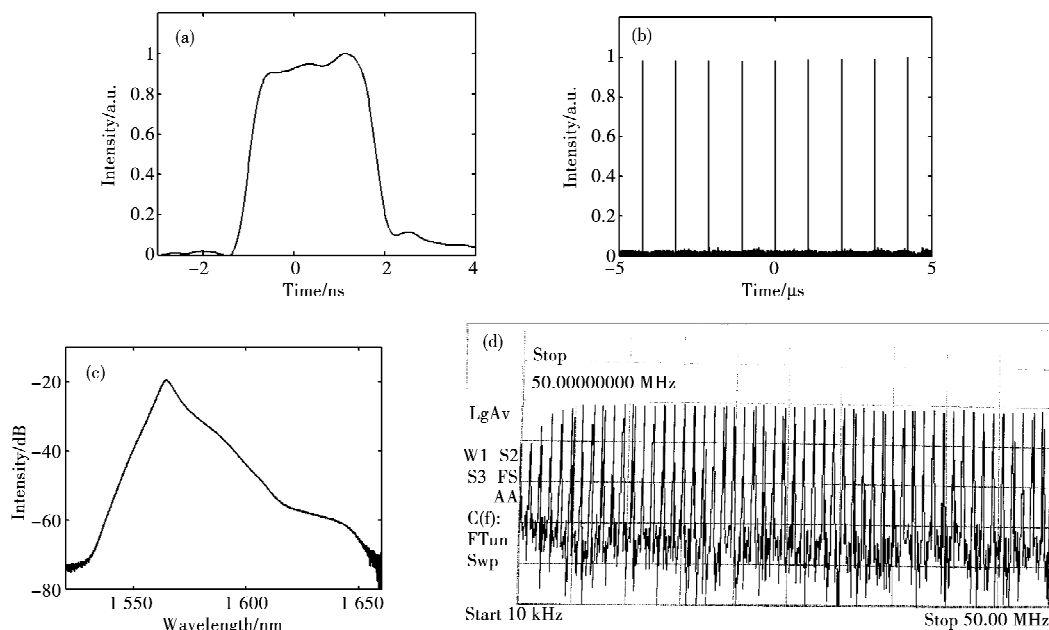 (a)
1
0.8
0.6
0.4
0.2
0
Intensity/a.u.
−2 0 2 4
Time/ns
(b)
1
0.8
0.6
0.4
0.2
0
Intensity/a.u.
−5 0 5
Time/μs
(c)
−20
−40
−60
−80
Intensity/dB
1 550 1 600 1 650
Wavelength/nm
(d)
Stop
50.00000000 MHz
LgAv
W1 S2
S3 FS
AA
C(f):
FTun
Swp
Start 10 kHz Stop 50.00 MHz